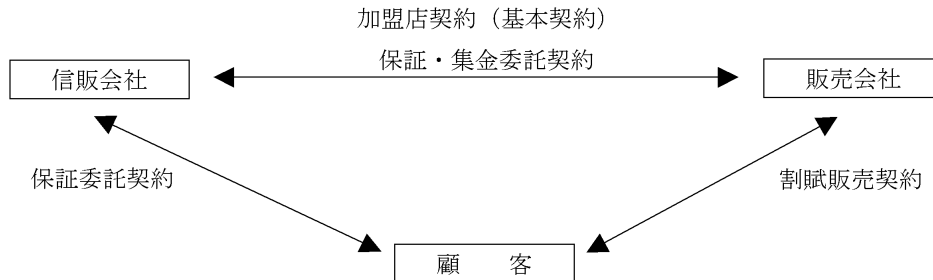 加盟店契約（基本契約）
保証・集金委託契約
信販会社
販売会社
保証委託契約
割賦販売契約
顧　　客